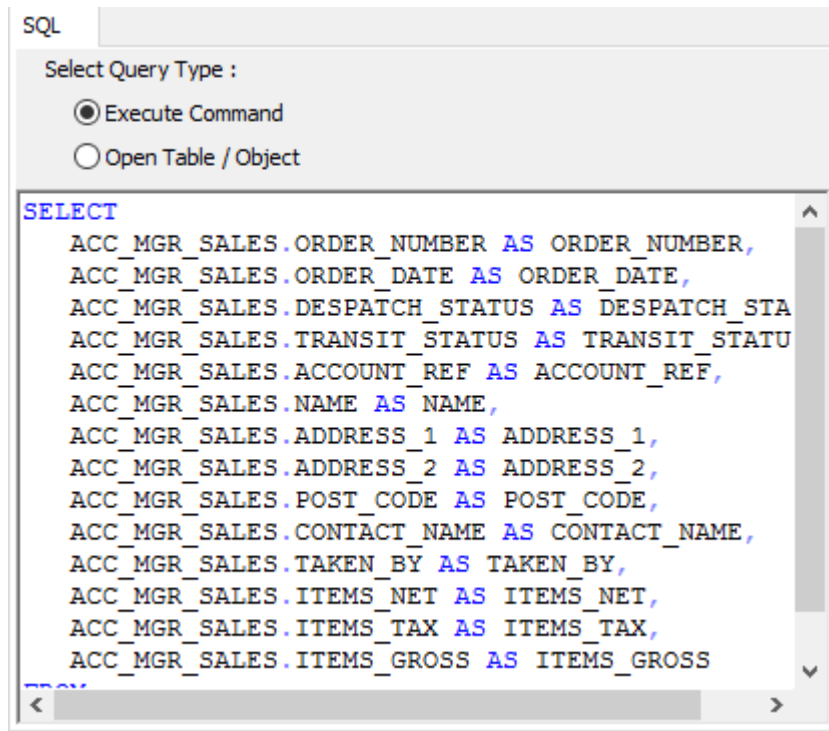 SQL
Select Query Type :
Execute Command
Open Table / Object
SELECT
ACC_MGR_SALES.ORDER_NUMBER AS ORDER_NUMBER,
ACC_MGR_SALES.ORDER_DATE AS ORDER_DATE,
ACC_MGR_SALES.DESPATCH_STATUS AS DESPATCH_STA
ACC_MGR_SALES.TRANSIT_STATUS AS TRANSIT_STATU
ACC_MGR_SALES.ACCOUNT_REF AS ACCOUNT_REF,
ACC_MGR_SALES.NAME AS NAME,
ACC_MGR_SALES.ADDRESS_1 AS ADDRESS_1,
ACC_MGR_SALES.ADDRESS_2 AS ADDRESS_2,
ACC_MGR_SALES.POST_CODE AS POST_CODE,
ACC_MGR_SALES.CONTACT_NAME AS CONTACT_NAME,
ACC_MGR_SALES.TAKEN_BY AS TAKEN_BY,
ACC_MGR_SALES.ITEMS_NET AS ITEMS_NET,
ACC_MGR_SALES.ITEMS_TAX AS ITEMS_TAX,
ACC_MGR_SALES.ITEMS_GROSS AS ITEMS_GROSS
FROM